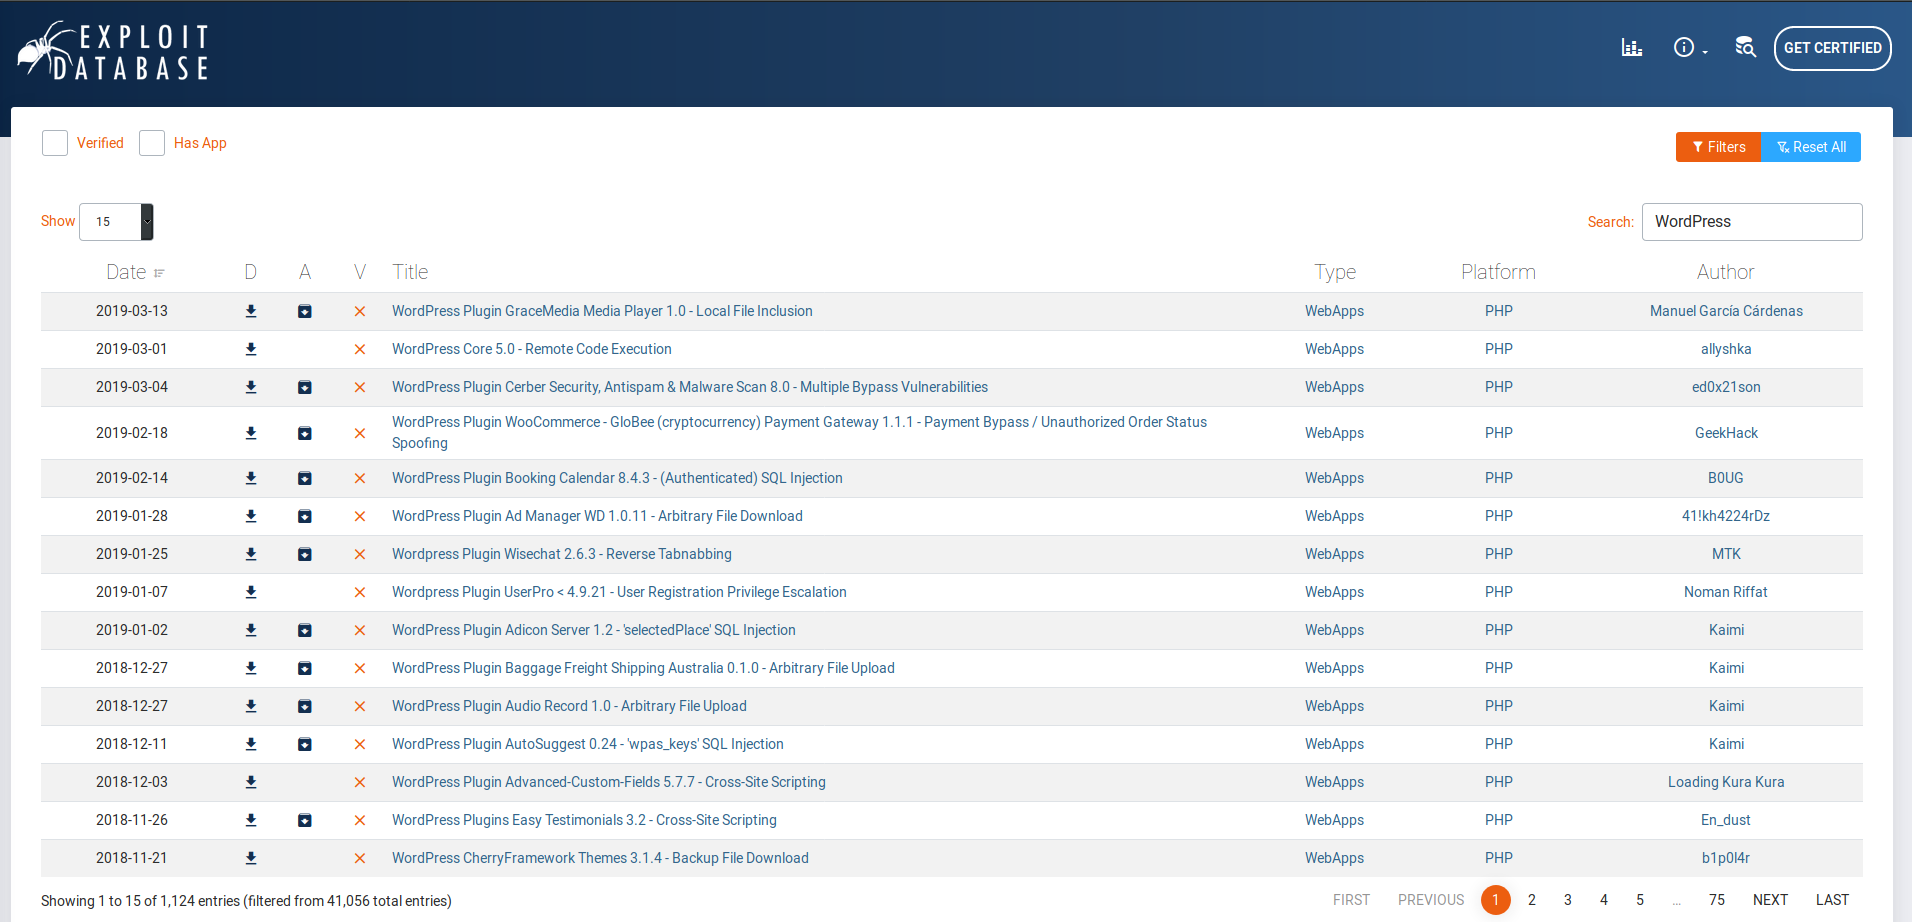 EXPLOIT
DATABASE
GET CERTIFIED
Verified Has App
Filters Reset All
Show 15 Search: WordPress
Date D A V Title Type Platform Author
2019-03-13 WordPress Plugin GraceMedia Media Player 1.0 - Local File Inclusion WebApps PHP Manuel García Cárdenas
2019-03-01 WordPress Core 5.0 - Remote Code Execution WebApps PHP allyshka
2019-03-04 WordPress Plugin Cerber Security, Antispam & Malware Scan 8.0 - Multiple Bypass Vulnerabilities WebApps PHP ed0x21son
2019-02-18 WordPress Plugin WooCommerce - GloBee (cryptocurrency) Payment Gateway 1.1.1 - Payment Bypass / Unauthorized Order Status
Spoofing WebApps PHP GeekHack
2019-02-14 WordPress Plugin Booking Calendar 8.4.3 - (Authenticated) SQL Injection WebApps PHP B0UG
2019-01-28 WordPress Plugin Ad Manager WD 1.0.11 - Arbitrary File Download WebApps PHP 41!kh4224rDz
2019-01-25 Wordpress Plugin Wisechat 2.6.3 - Reverse Tabnabbing WebApps PHP MTK
2019-01-07 Wordpress Plugin UserPro < 4.9.21 - User Registration Privilege Escalation WebApps PHP Noman Riffat
2019-01-02 WordPress Plugin Adicon Server 1.2 - 'selectedPlace' SQL Injection WebApps PHP Kaimi
2018-12-27 WordPress Plugin Baggage Freight Shipping Australia 0.1.0 - Arbitrary File Upload WebApps PHP Kaimi
2018-12-27 WordPress Plugin Audio Record 1.0 - Arbitrary File Upload WebApps PHP Kaimi
2018-12-11 WordPress Plugin AutoSuggest 0.24 - 'wpas_keys' SQL Injection WebApps PHP Kaimi
2018-12-03 WordPress Plugin Advanced-Custom-Fields 5.7.7 - Cross-Site Scripting WebApps PHP Loading Kura Kura
2018-11-26 WordPress Plugins Easy Testimonials 3.2 - Cross-Site Scripting WebApps PHP En_dust
2018-11-21 WordPress CherryFramework Themes 3.1.4 - Backup File Download WebApps PHP b1p0l4r
Showing 1 to 15 of 1,124 entries (filtered from 41,056 total entries) FIRST PREVIOUS 1 2 3 4 5 ... 75 NEXT LAST